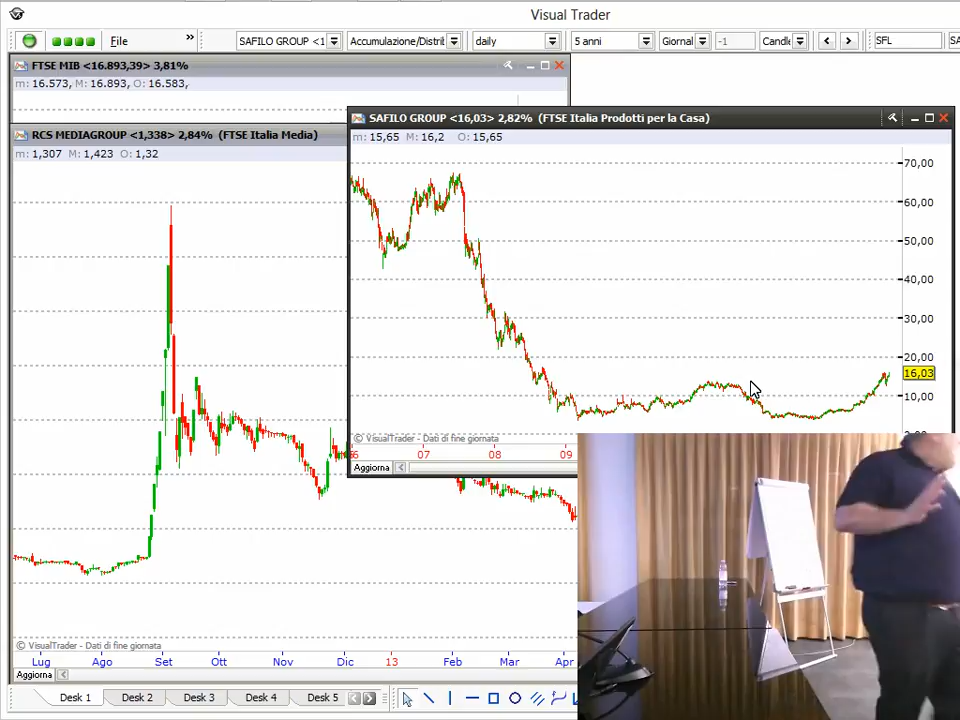 Visual Trader
File
»
SAFILO GROUP <1
Accumulazione/Distrib
daily
5 anni
Giornal
-1
Candle
SFL
SA
FTSE MIB <16.893,39> 3,81%
m: 16.573, M: 16.893, O: 16.583,
RCS MEDIAGROUP <1,338> 2,84% (FTSE Italia Media)
m: 1,307 M: 1,423 O: 1,32
SAFILO GROUP <16,03> 2,82% (FTSE Italia Prodotti per la Casa)
m: 15,65 M: 16,2 O: 15,65
70,00
60,00
50,00
40,00
30,00
20,00
16,03
10,00
© VisualTrader - Dati di fine giornata
6 07 08 09
Aggiorna
© VisualTrader - Dati di fine giornata
Lug Ago Set Ott Nov Dic 13 Feb Mar Apr
Aggiorna
Desk 1 Desk 2 Desk 3 Desk 4 Desk 5